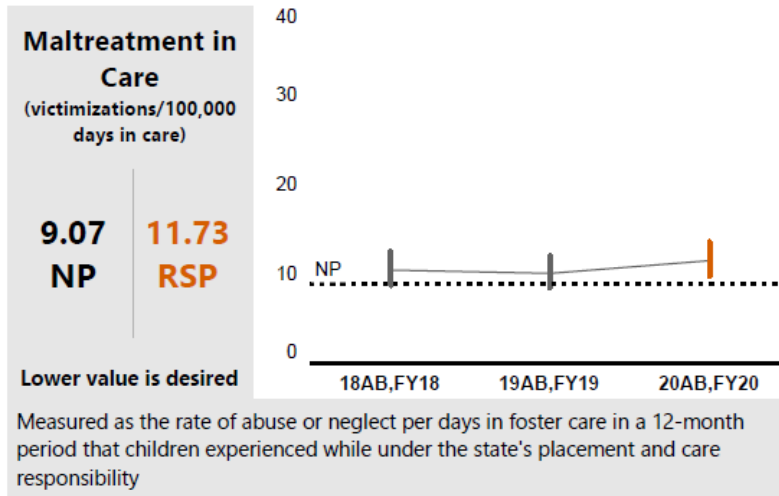 Maltreatment in
Care
(victimizations/100,000
days in care)
9.07
NP
11.73
RSP
Lower value is desired
40
30
20
10
0
NP
18AB,FY18
19AB,FY19
20AB,FY20
Measured as the rate of abuse or neglect per days in foster care in a 12-month
period that children experienced while under the state's placement and care
responsibility